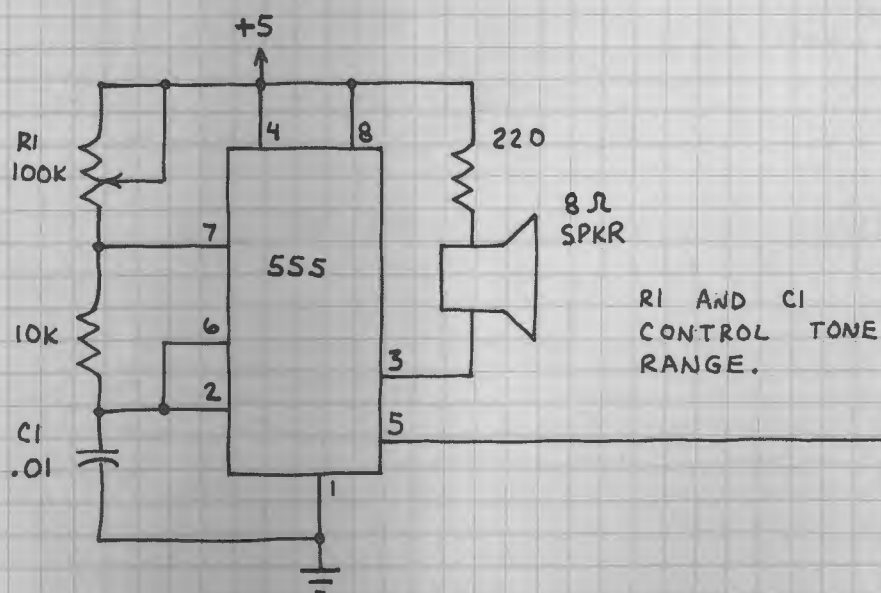 +5
R1
100K
4
8
220
8 Ω
SPKR
7
555
R1 AND C1
CONTROL TONE
RANGE.
10K
6
3
2
5
C1
.01
1